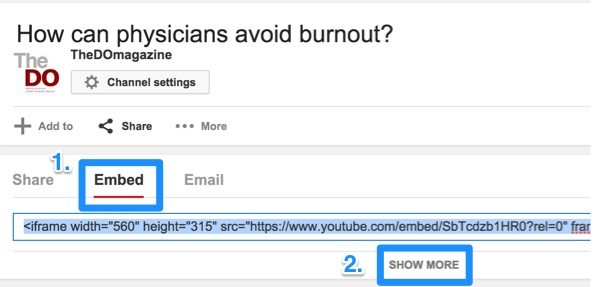 How can physicians avoid burnout?
The
DO
TheDOmagazine
Channel settings
Add to
Share
More
1.
Share
Embed
Email
<iframe width="560" height="315" src="https://www.youtube.com/embed/SbTcdzb1HR0?rel=0" fran
2.
SHOW MORE